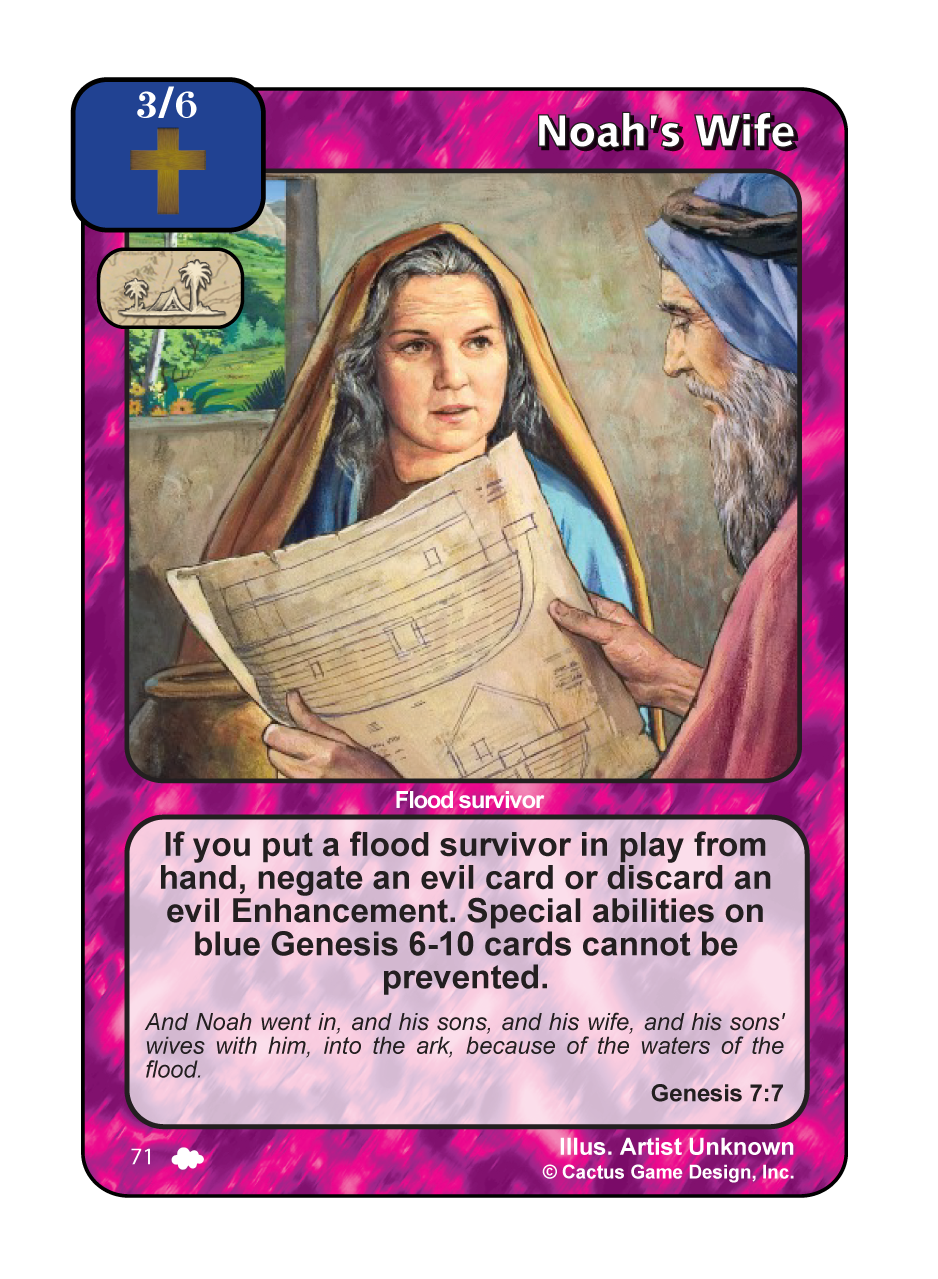 3/6
Noah's Wife
Flood survivor
If you put a flood survivor in play from
hand, negate an evil card or discard an
evil Enhancement. Special abilities on
blue Genesis 6-10 cards cannot be
prevented.
And Noah went in, and his sons, and his wife, and his sons'
wives with him, into the ark, because of the waters of the
flood.
Genesis 7:7
71
Illus. Artist Unknown
© Cactus Game Design, Inc.